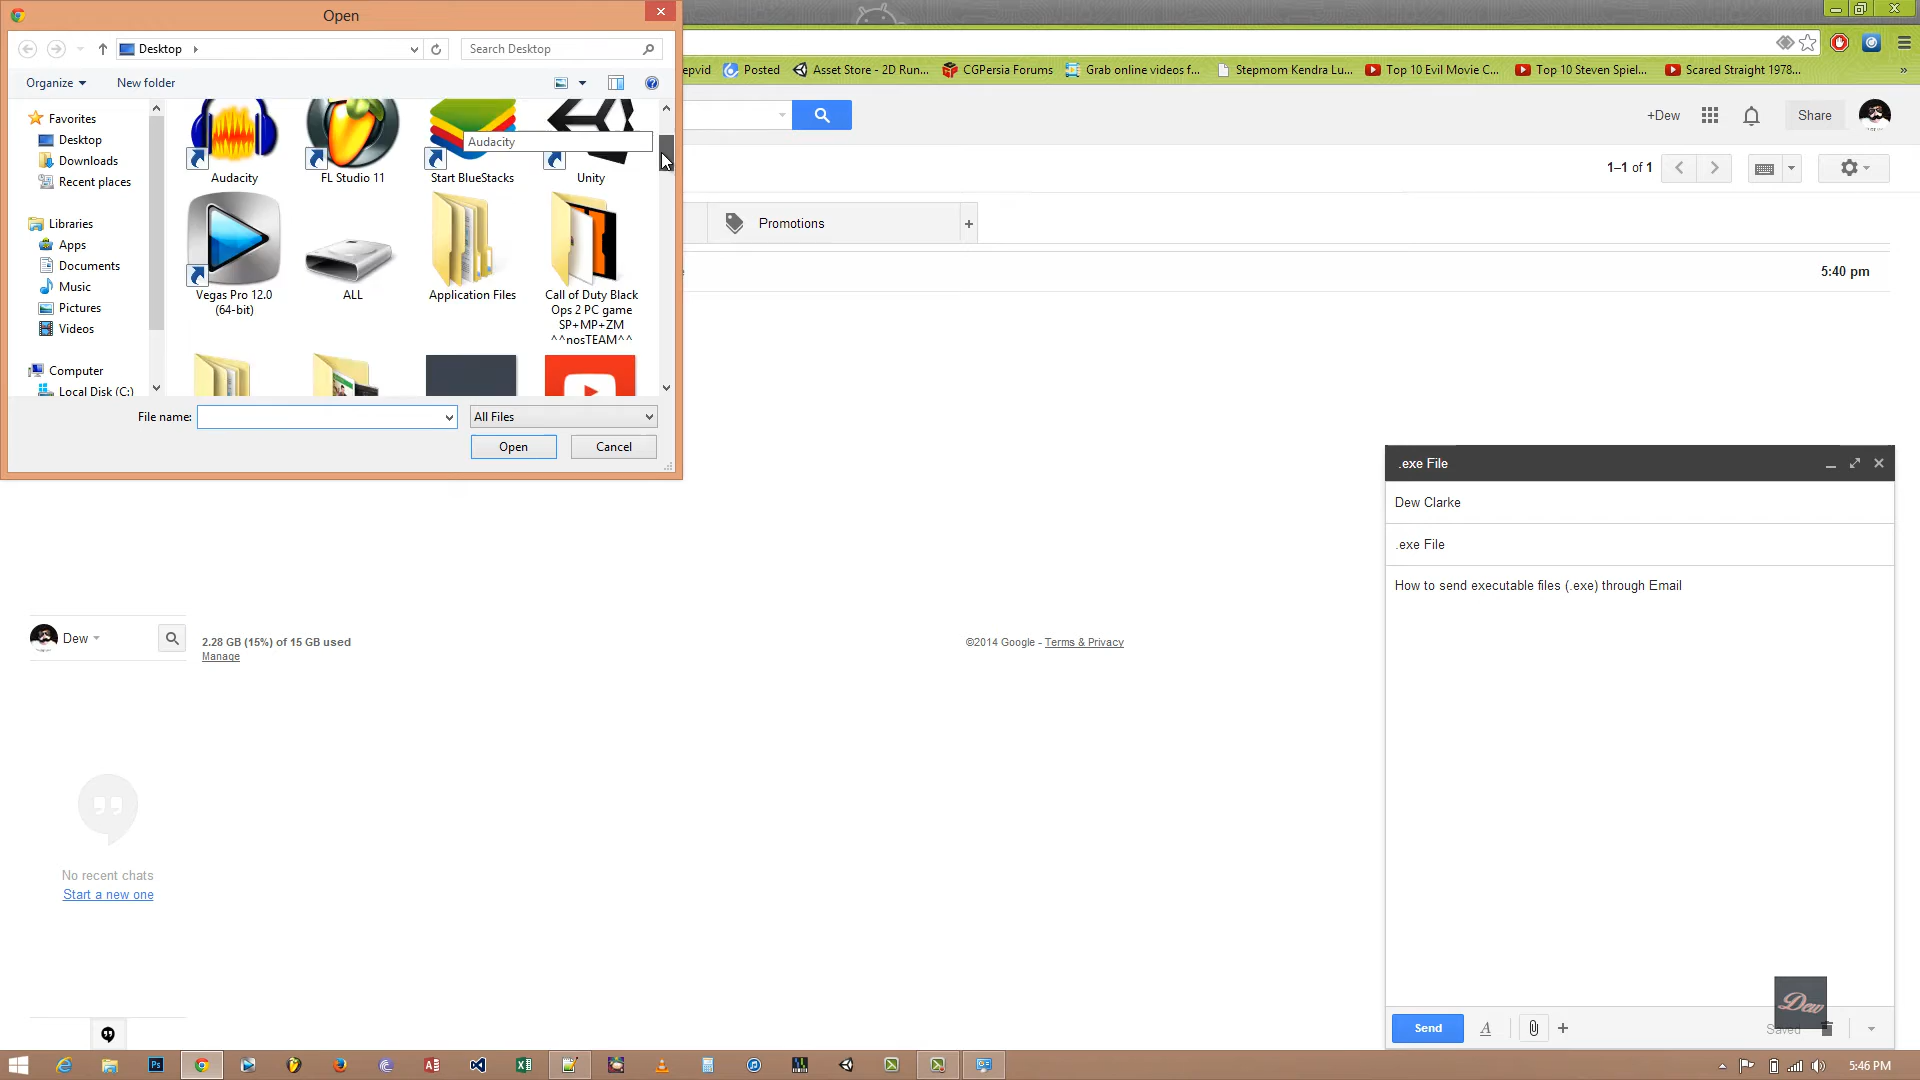 Open
Desktop
Search Desktop
Organize
New folder
epvid
Posted
Asset Store - 2D Run...
CGPersia Forums
Grab online videos f...
Stepmom Kendra Lu...
Top 10 Evil Movie C...
Top 10 Steven Spiel...
Scared Straight 1978...
»
Favorites
Desktop
Downloads
Recent places
Libraries
Apps
Documents
Music
Pictures
Videos
Computer
Local Disk (C:)
Audacity
Audacity
FL Studio 11
Start BlueStacks
Unity
Vegas Pro 12.0
(64-bit)
ALL
Application Files
Call of Duty Black
Ops 2 PC game
SP+MP+ZM
^^nosTEAM^^
File name:
All Files
Open
Cancel
+Dew
Share
1–1 of 1
Promotions
+
5:40 pm
.exe File
Dew Clarke
.exe File
How to send executable files (.exe) through Email
Dew
2.28 GB (15%) of 15 GB used
Manage
©2014 Google - Terms & Privacy
No recent chats
Start a new one
Send
A
Saved
Dew
Ps
5:46 PM